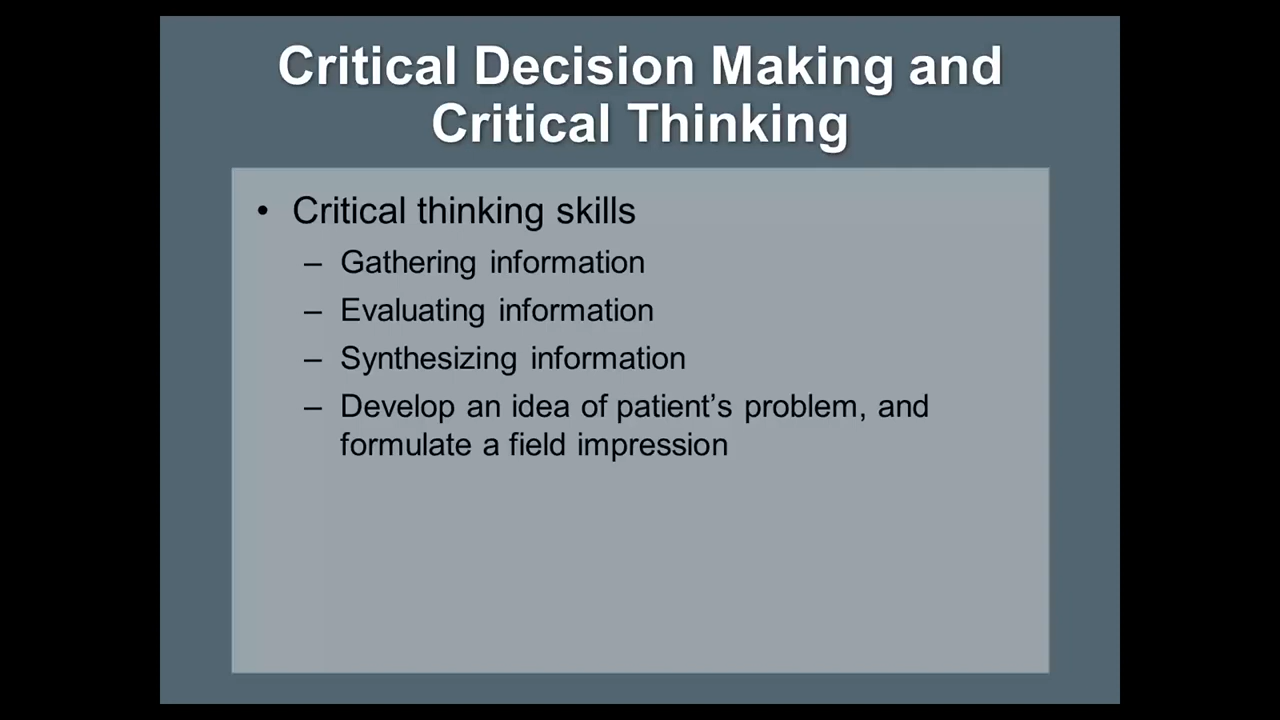 Critical Decision Making and
Critical Thinking
• Critical thinking skills
– Gathering information
– Evaluating information
– Synthesizing information
– Develop an idea of patient’s problem, and
formulate a field impression